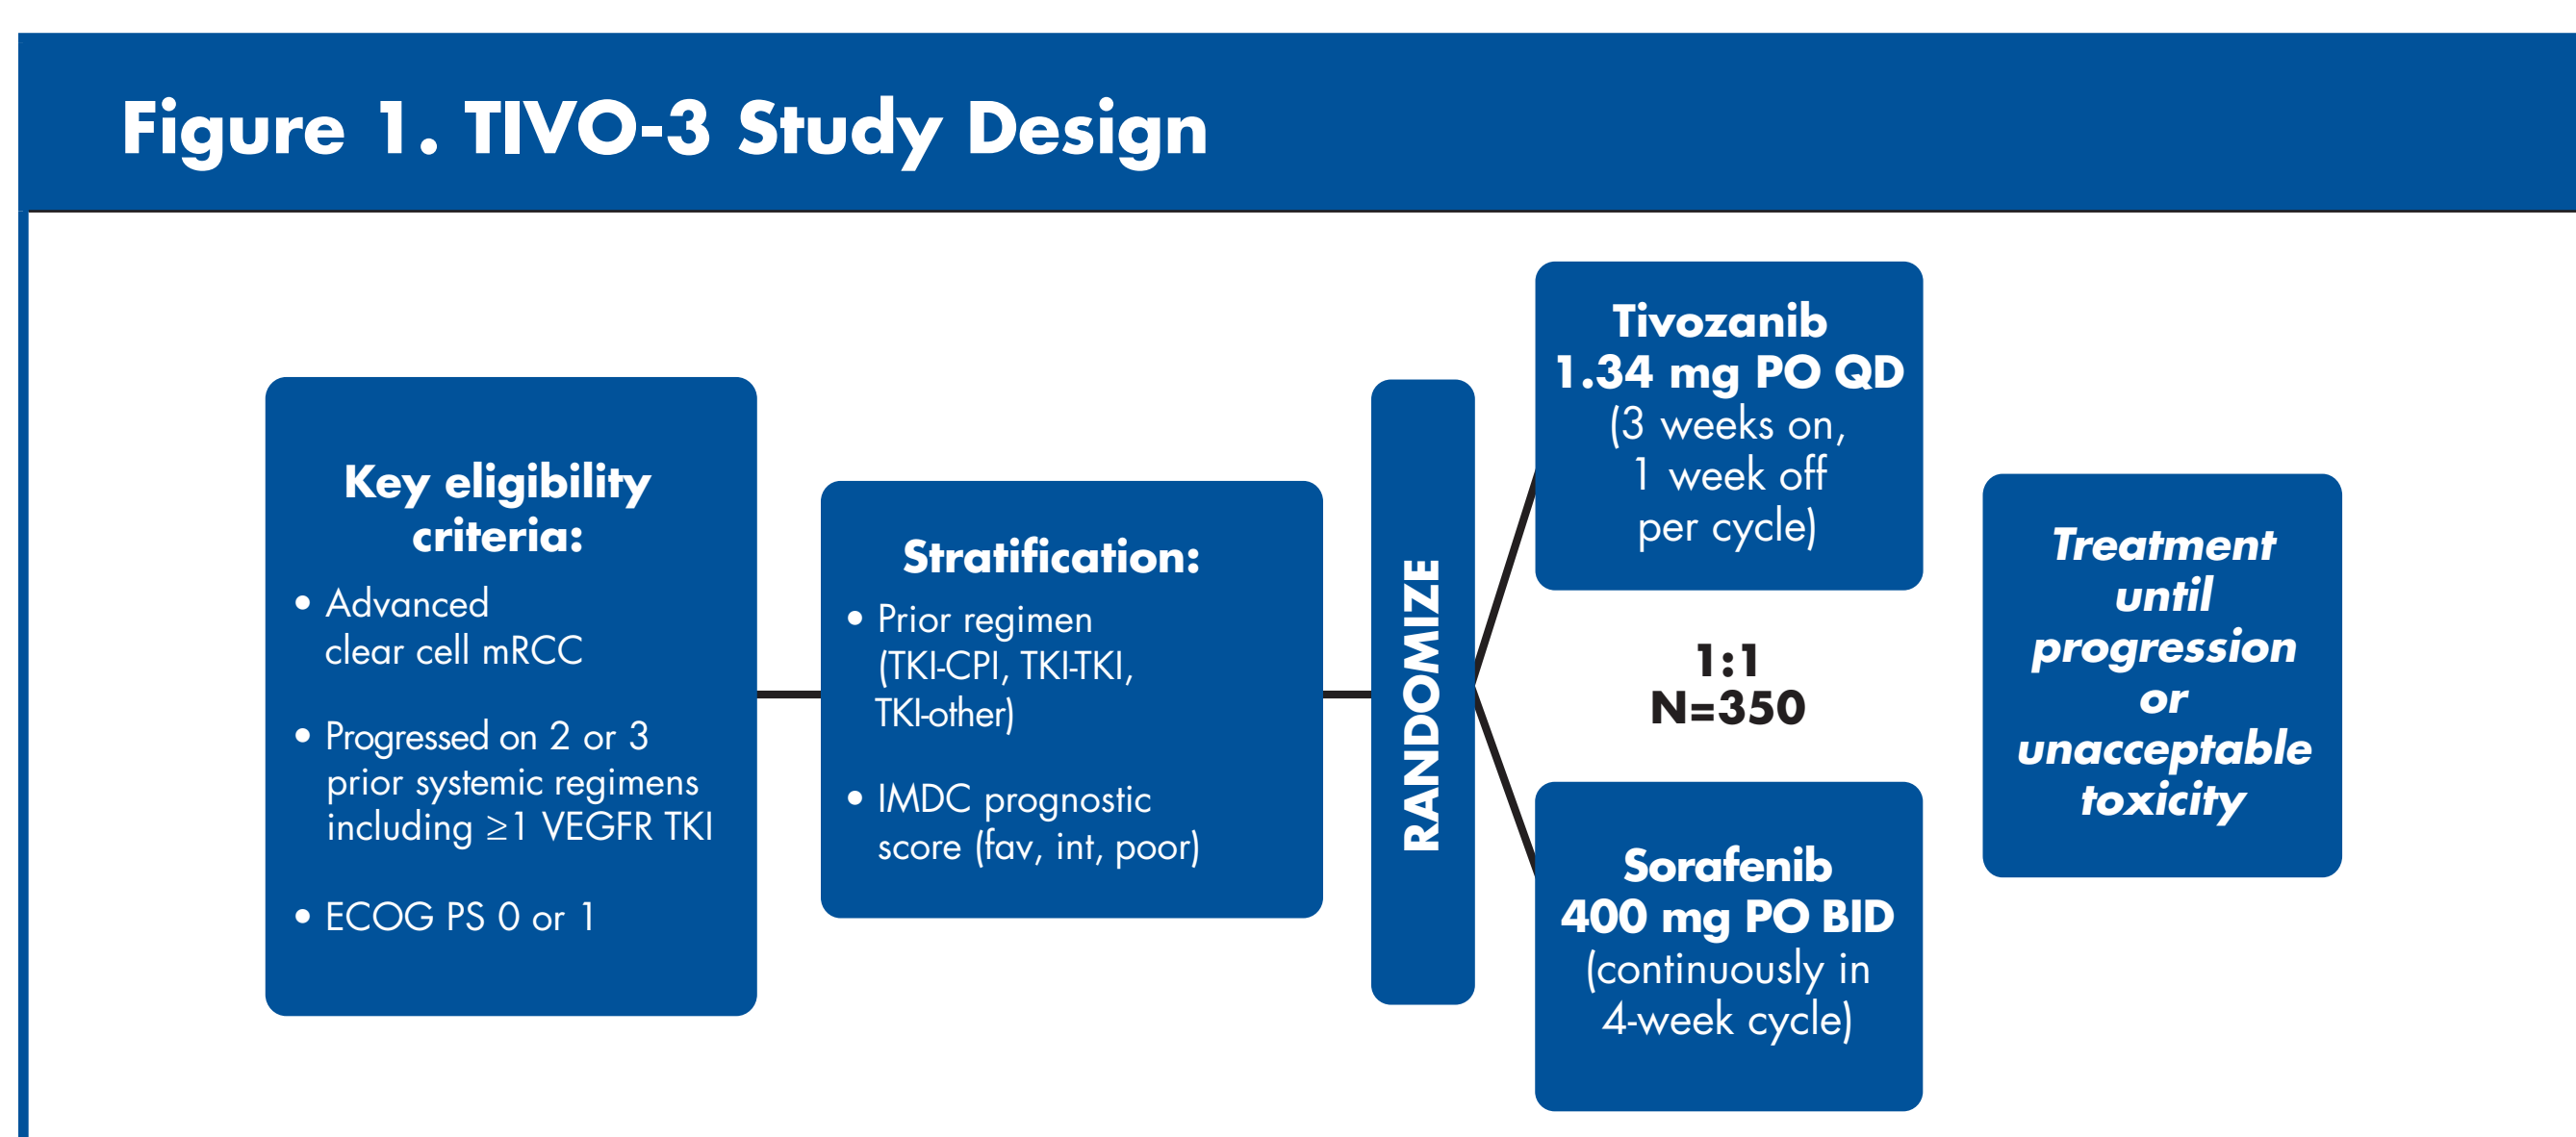 Figure 1. TIVO-3 Study Design
Key eligibility
criteria:
• Advanced
clear cell mRCC
• Progressed on 2 or 3
prior systemic regimens
including ≥1 VEGFR TKI
• ECOG PS 0 or 1
Stratification:
• Prior regimen
(TKI-CPI, TKI-TKI,
TKI-other)
• IMDC prognostic
score (fav, int, poor)
RANDOMIZE
Tivozanib
1.34 mg PO QD
(3 weeks on,
1 week off
per cycle)
1:1
N=350
Sorafenib
400 mg PO BID
(continuously in
4-week cycle)
Treatment
until
progression
or
unacceptable
toxicity